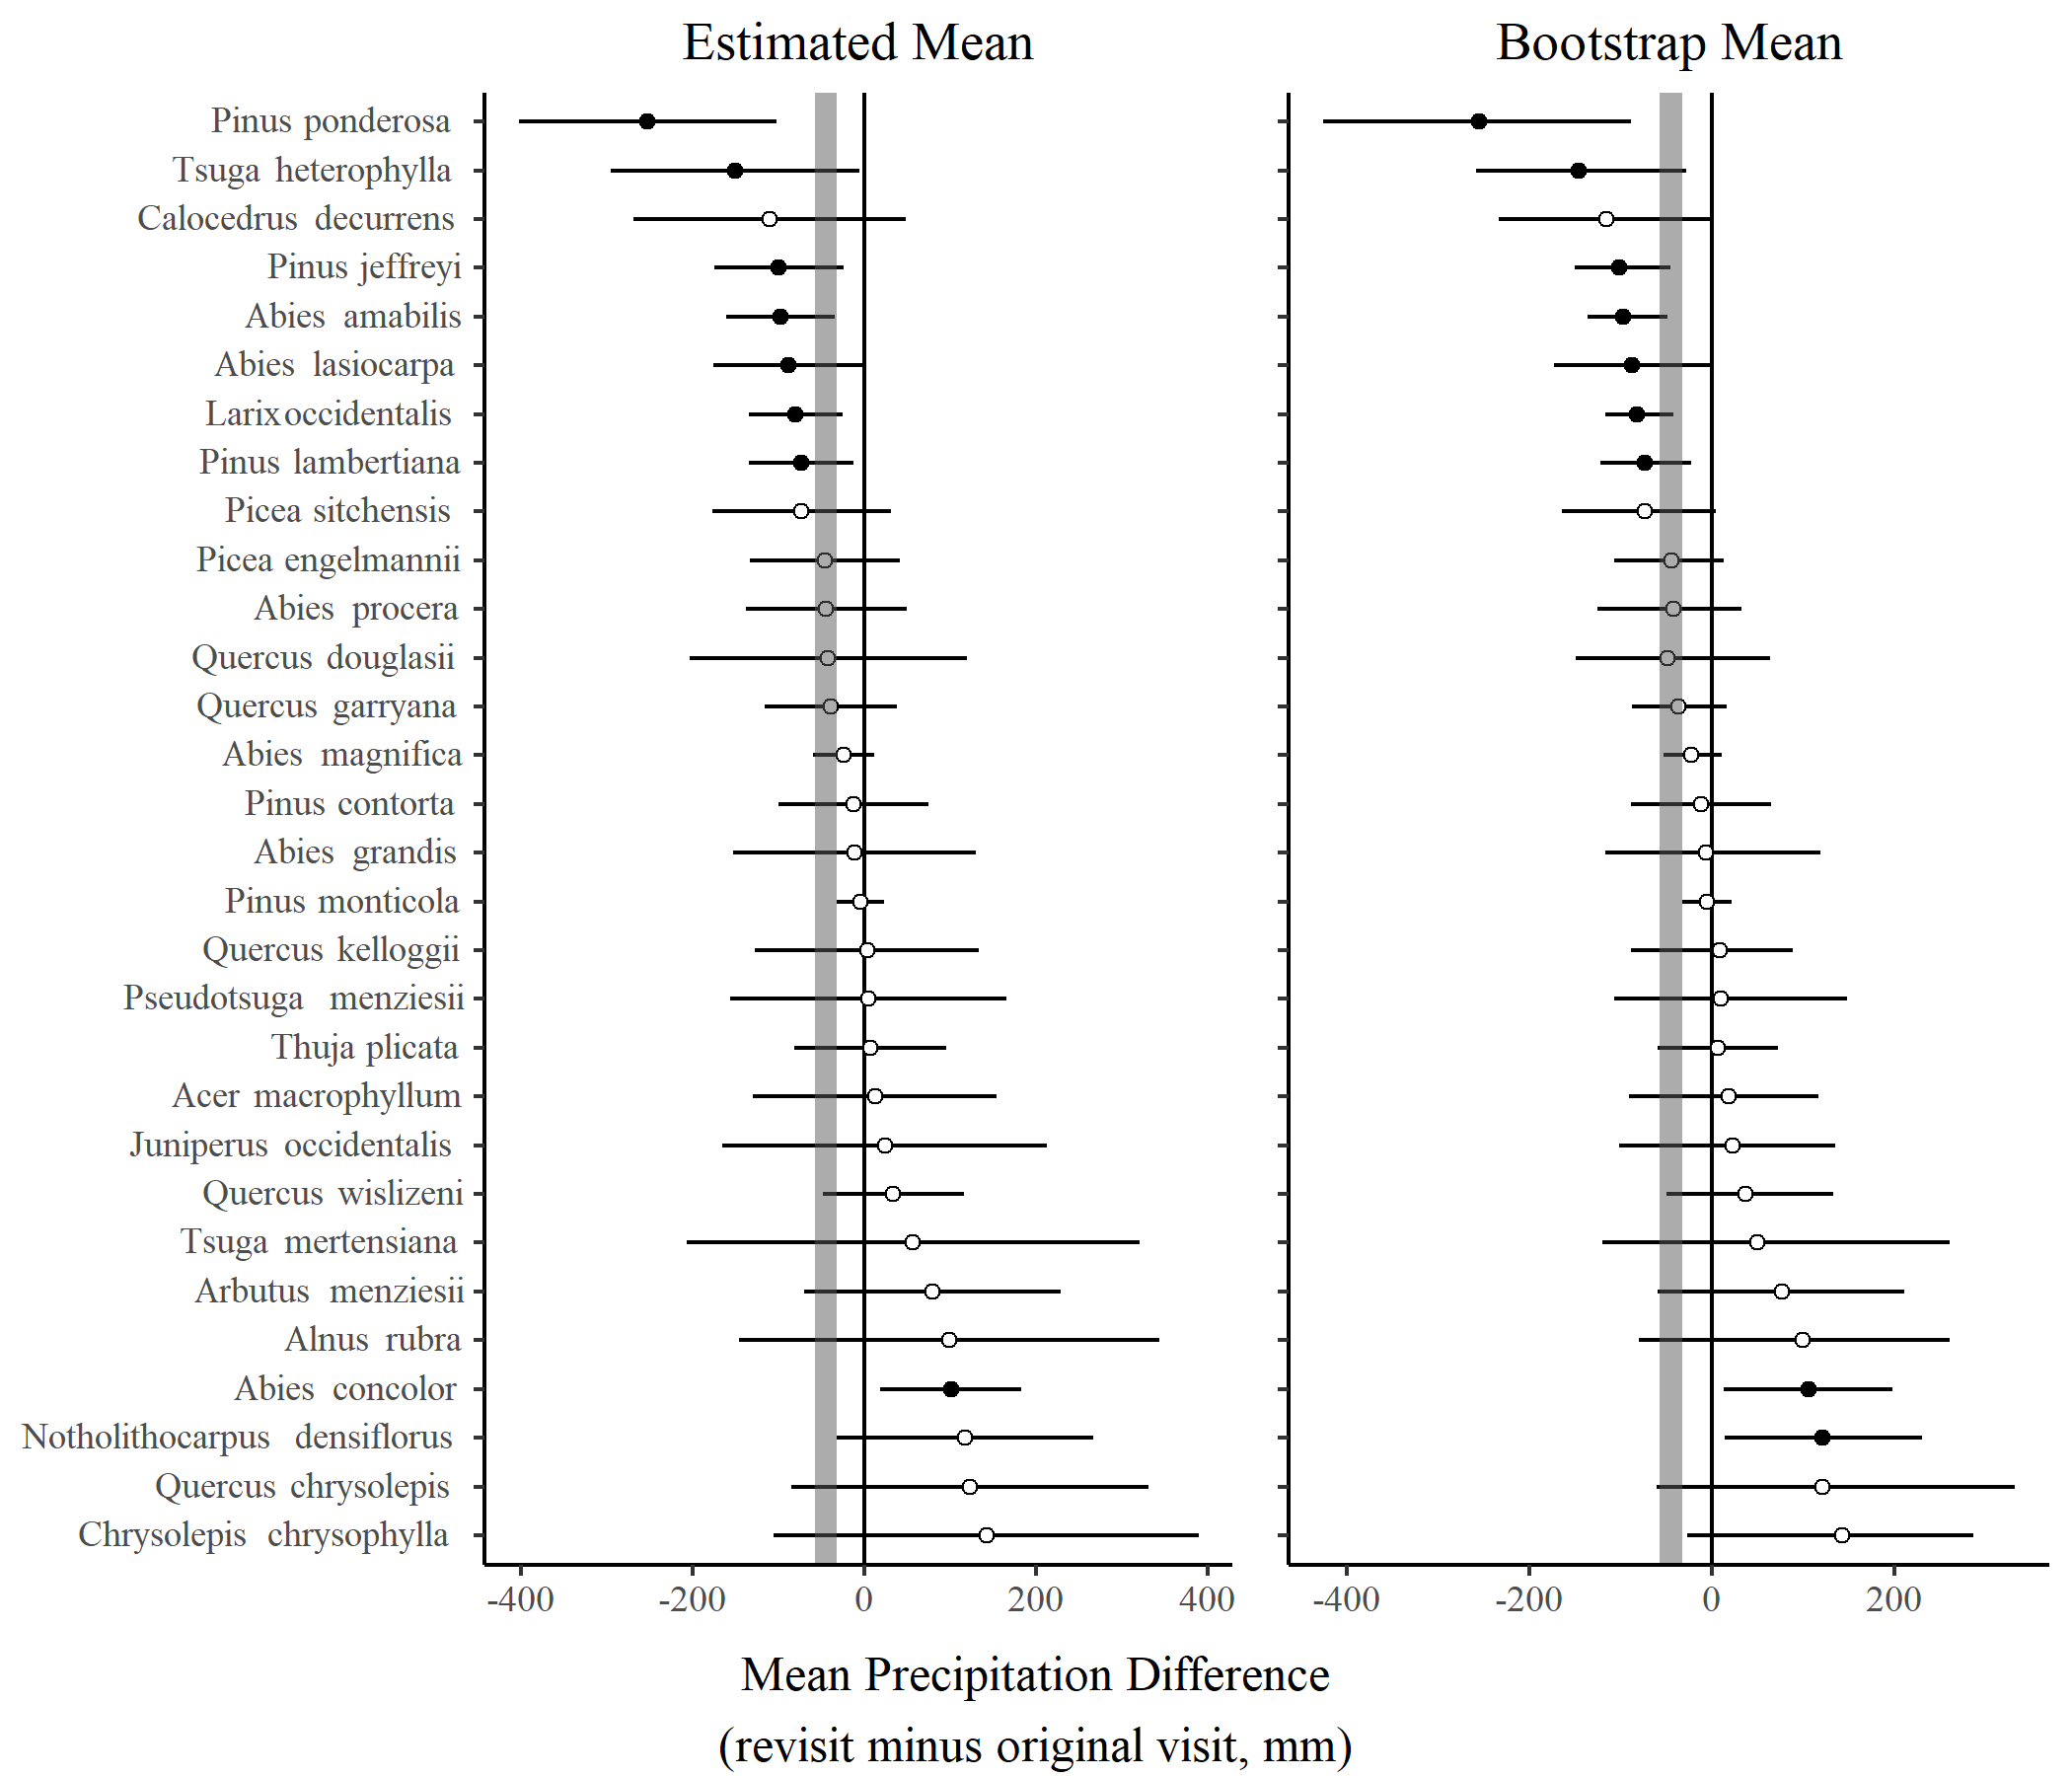 Estimated Mean
Bootstrap Mean
Pinus ponderosa
Tsuga heterophylla
Calocedrus decurrens
Pinus jeffreyi
Abies amabilis
Abies lasiocarpa
Larix occidentalis
Pinus lambertiana
Picea sitchensis
Picea engelmannii
Abies procera
Quercus douglasii
Quercus garryana
Abies magnifica
Pinus contorta
Abies grandis
Pinus monticola
Quercus kelloggii
Pseudotsuga menziesii
Thuja plicata
Acer macrophyllum
Juniperus occidentalis
Quercus wislizeni
Tsuga mertensiana
Arbutus menziesii
Alnus rubra
Abies concolor
Notholithocarpus densiflorus
Quercus chrysolepis
Chrysolepis chrysophylla
-400 -200 0 200 400
-400 -200 0 200
Mean Precipitation Difference
(revisit minus original visit, mm)